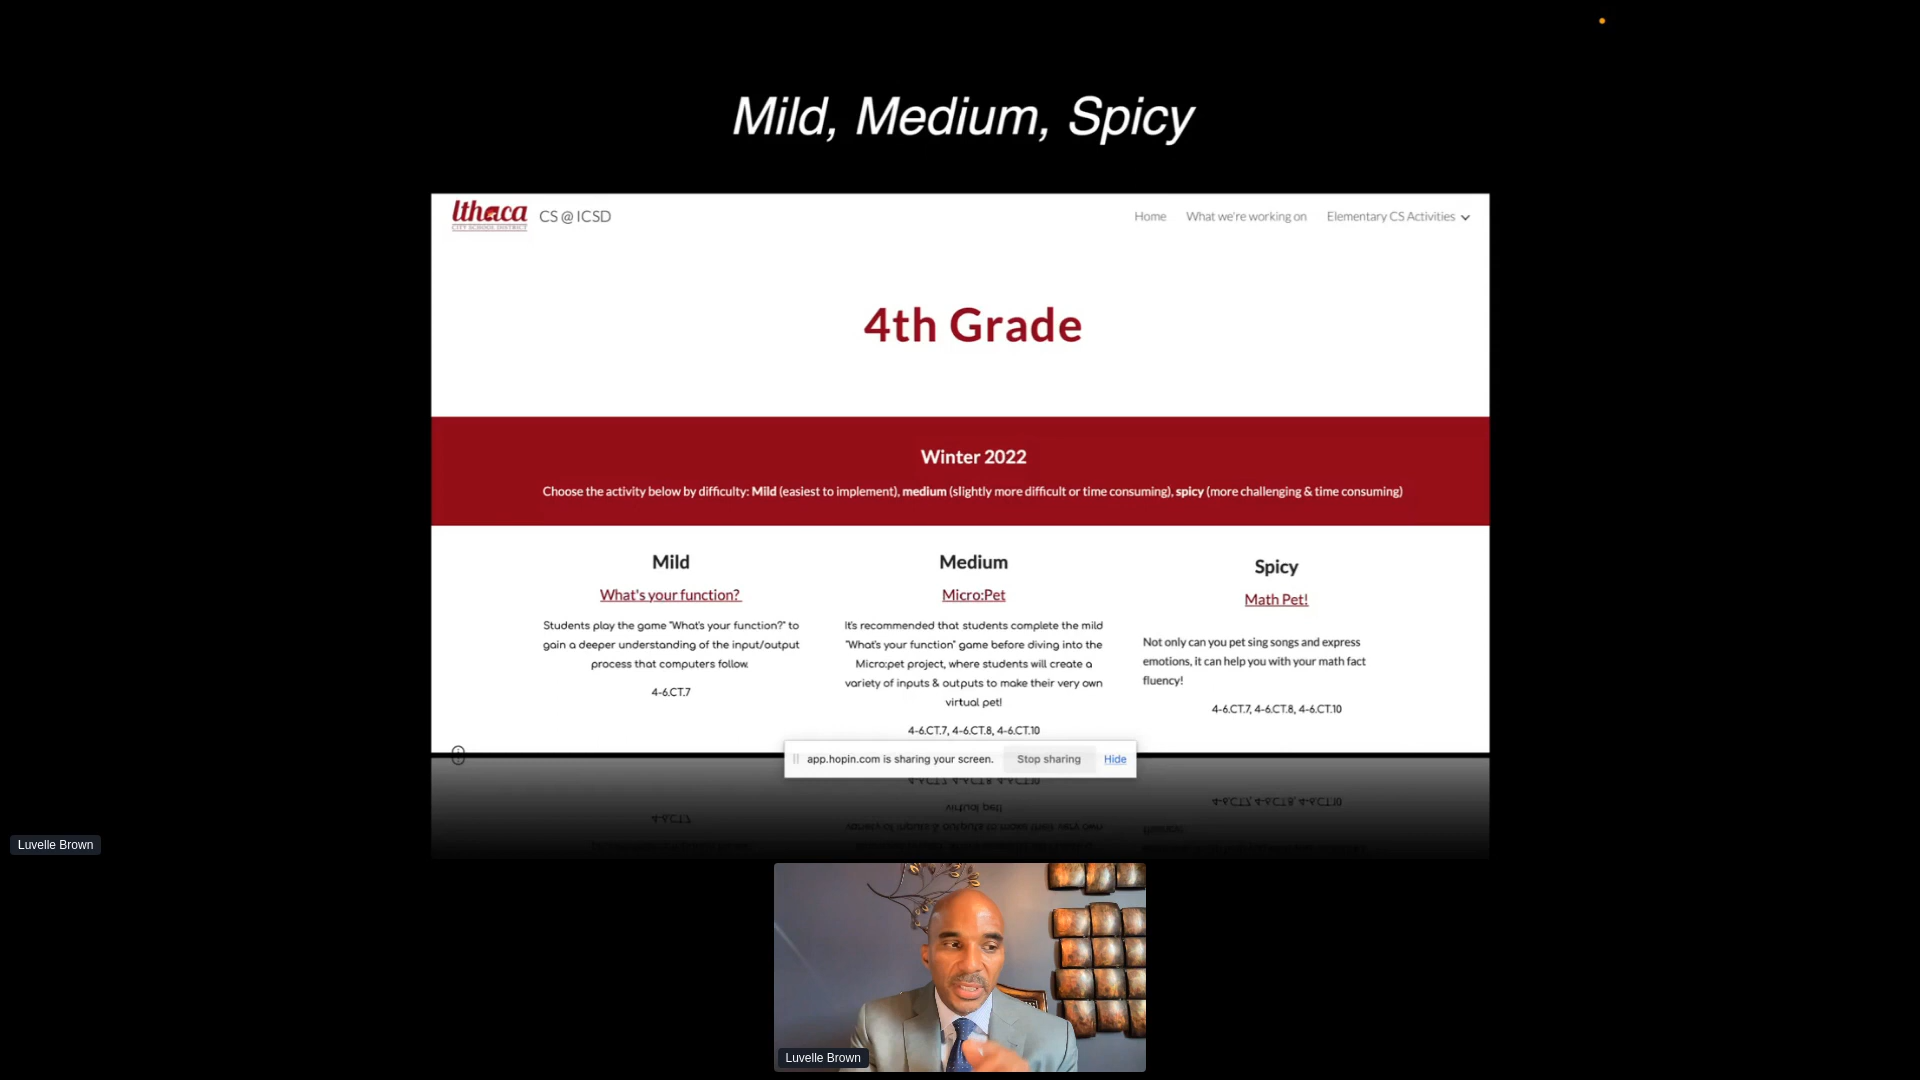 Mild, Medium, Spicy
Ithaca
CITY SCHOOL DISTRICT
CS @ ICSD
Home
What we're working on
Elementary CS Activities
4th Grade
Winter 2022
Choose the activity below by difficulty: Mild (easiest to implement), medium (slightly more difficult or time consuming), spicy (more challenging & time consuming)
Mild
What's your function?
Students play the game "What's your function?" to
gain a deeper understanding of the input/output
process that computers follow.
4-6.CT.7
Medium
Micro:Pet
It's recommended that students complete the mild
"What's your function" game before diving into the
Micro:pet project, where students will create a
variety of inputs & outputs to make their very own
virtual pet!
4-6.CT.7, 4-6.CT.8, 4-6.CT.10
Spicy
Math Pet!
Not only can you pet sing songs and express
emotions, it can help you with your math fact
fluency!
4-6.CT.7, 4-6.CT.8, 4-6.CT.10
app.hopin.com is sharing your screen.
Stop sharing
Hide
Luvelle Brown
Luvelle Brown